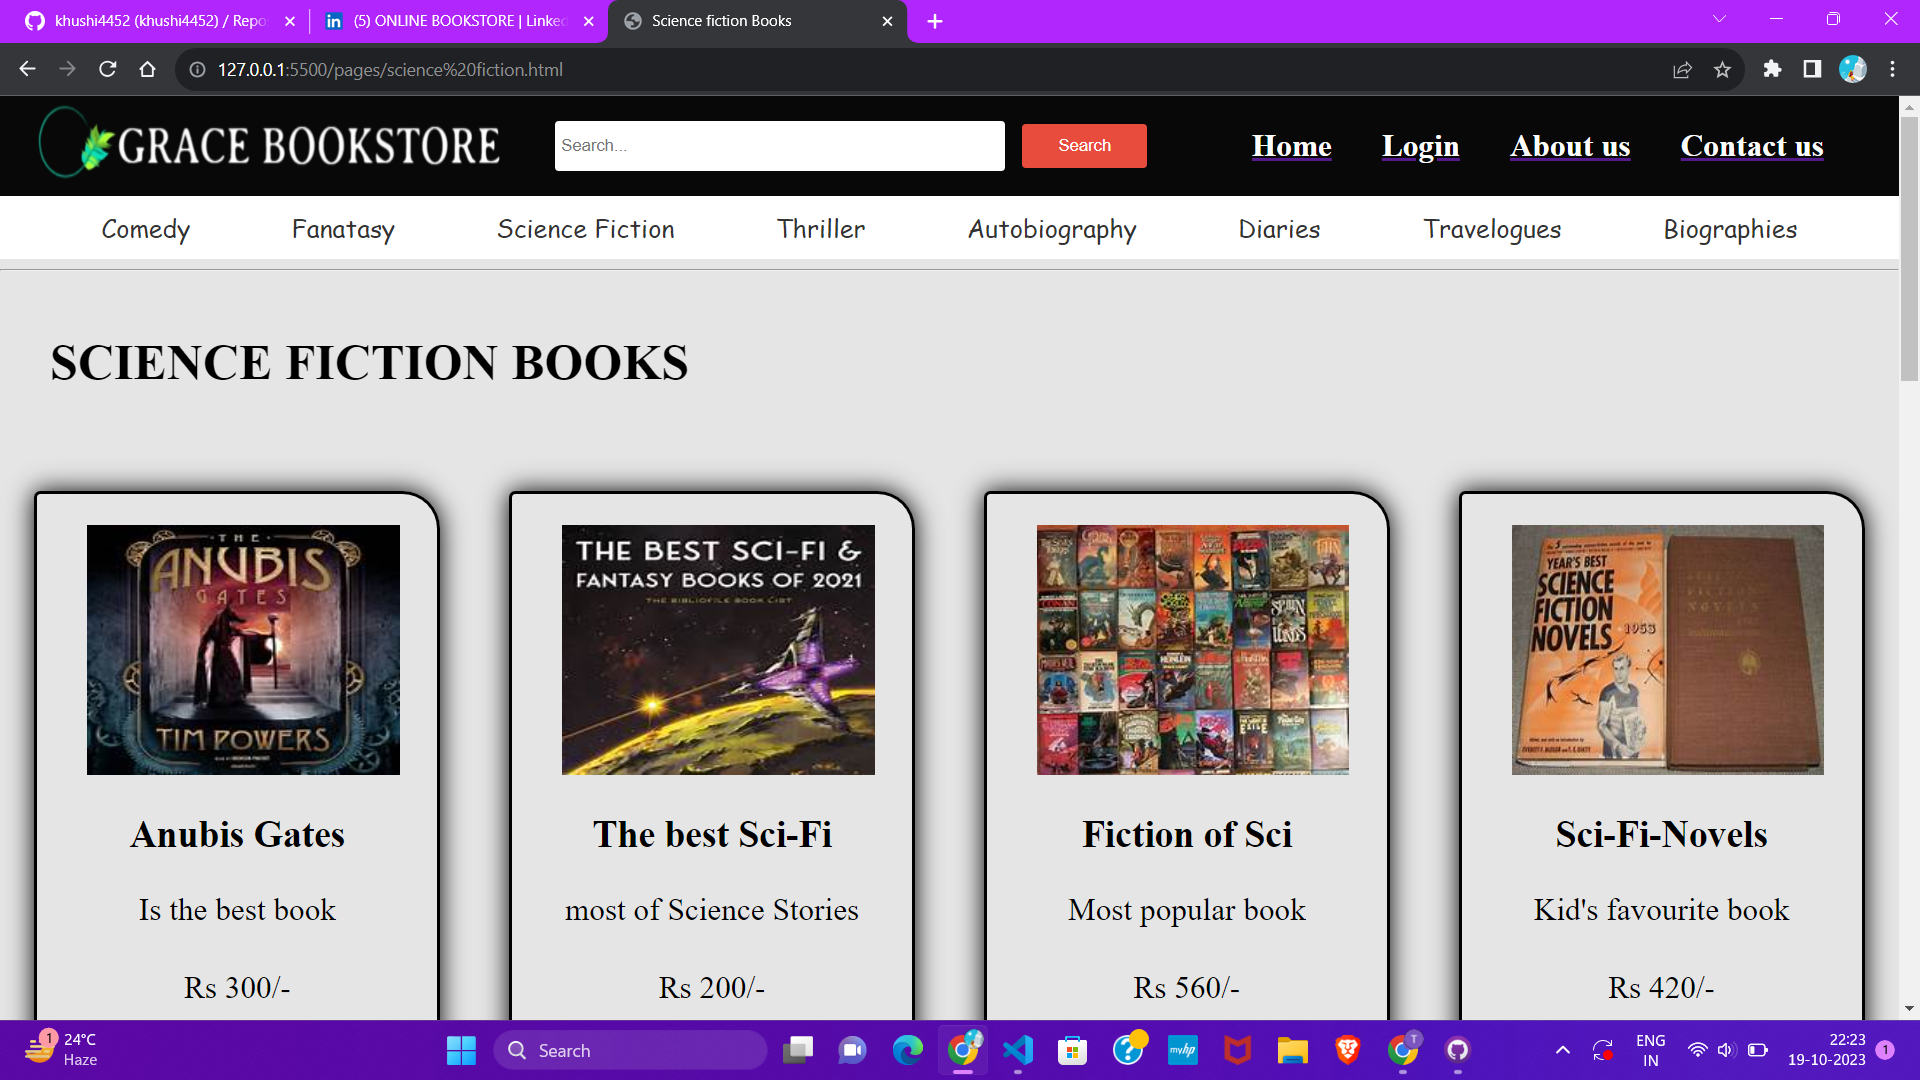 khushi4452 (khushi4452) / Repo
(5) ONLINE BOOKSTORE | Linked
Science fiction Books
127.0.0.1:5500/pages/science%20fiction.html
GRACE BOOKSTORE
Search...
Search
Home
Login
About us
Contact us
Comedy
Fanatasy
Science Fiction
Thriller
Autobiography
Diaries
Travelogues
Biographies
SCIENCE FICTION BOOKS
THE
ANUBIS
GATES
TIM POWERS
THE BEST SCI-FI &
FANTASY BOOKS OF 2021
THE BIBLIOFILE BOOK LIST
YEAR'S BEST
SCIENCE
FICTION
NOVELS
1953
Anubis Gates
Is the best book
Rs 300/-
The best Sci-Fi
most of Science Stories
Rs 200/-
Fiction of Sci
Most popular book
Rs 560/-
Sci-Fi-Novels
Kid's favourite book
Rs 420/-
1
24°C
Haze
Search
myhp
T
ENG
IN
22:23
19-10-2023
1